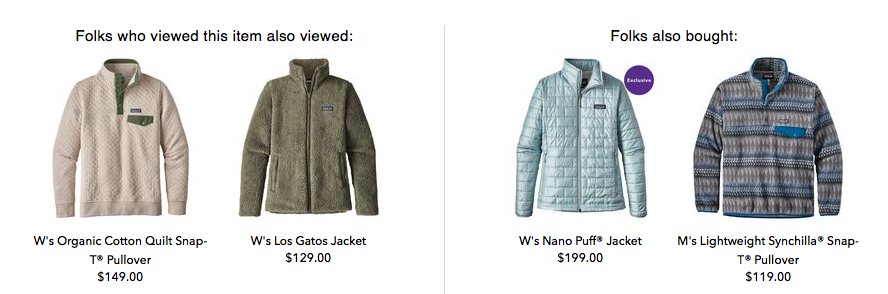 Folks who viewed this item also viewed:
W's Organic Cotton Quilt Snap-
T® Pullover
$149.00
W's Los Gatos Jacket
$129.00
Folks also bought:
Exclusive
W's Nano Puff® Jacket
$199.00
M's Lightweight Synchilla® Snap-
T® Pullover
$119.00